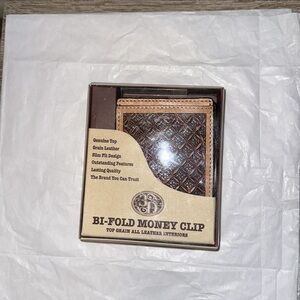 Genuine Top
Grain Leather
Slim Fit Design
Outstanding Features
Lasting Quality
The Brand You Can Trust
BI-FOLD MONEY CLIP
TOP GRAIN ALL LEATHER INTERIORS